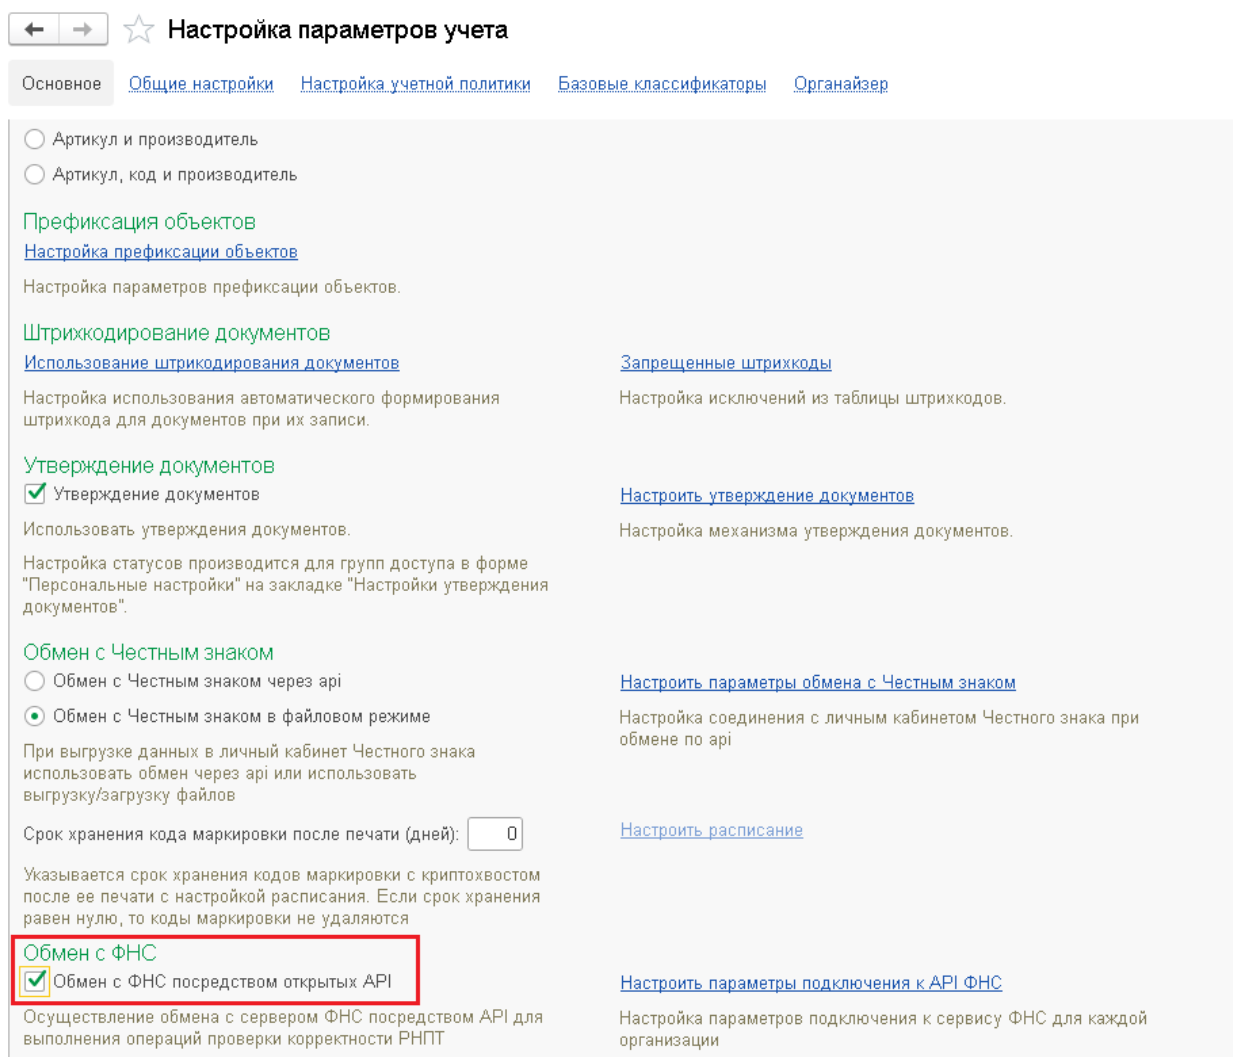 Настройка параметров учета
Основное Общие настройки Настройка учетной политики Базовые классификаторы Органайзер
Артикул и производитель
Артикул, код и производитель
Префиксация объектов
Настройка префиксации объектов
Настройка параметров префиксации объектов.
Штрихкодирование документов
Использование штрикодирования документов
Запрещенные штрихкоды
Настройка использования автоматического формирования
штрихкода для документов при их записи.
Настройка исключений из таблицы штрихкодов.
Утверждение документов
Утверждение документов
Настроить утверждение документов
Использовать утверждения документов.
Настройка механизма утверждения документов.
Настройка статусов производится для групп доступа в форме
"Персональные настройки" на закладке "Настройки утверждения
документов".
Обмен с Честным знаком
Обмен с Честным знаком через api
Настроить параметры обмена с Честным знаком
Обмен с Честным знаком в файловом режиме
Настройка соединения с личным кабинетом Честного знака при
обмене по api
При выгрузке данных в личный кабинет Честного знака
использовать обмен через api или использовать
выгрузку/загрузку файлов
Срок хранения кода маркировки после печати (дней): 0
Настроить расписание
Указывается срок хранения кодов маркировки с криптохвостом
после ее печати с настройкой расписания. Если срок хранения
равен нулю, то коды маркировки не удаляются
Обмен с ФНС
Обмен с ФНС посредством открытых API
Настроить параметры подключения к API ФНС
Осуществление обмена с сервером ФНС посредством API для
выполнения операций проверки корректности РНПТ
Настройка параметров подключения к сервису ФНС для каждой
организации